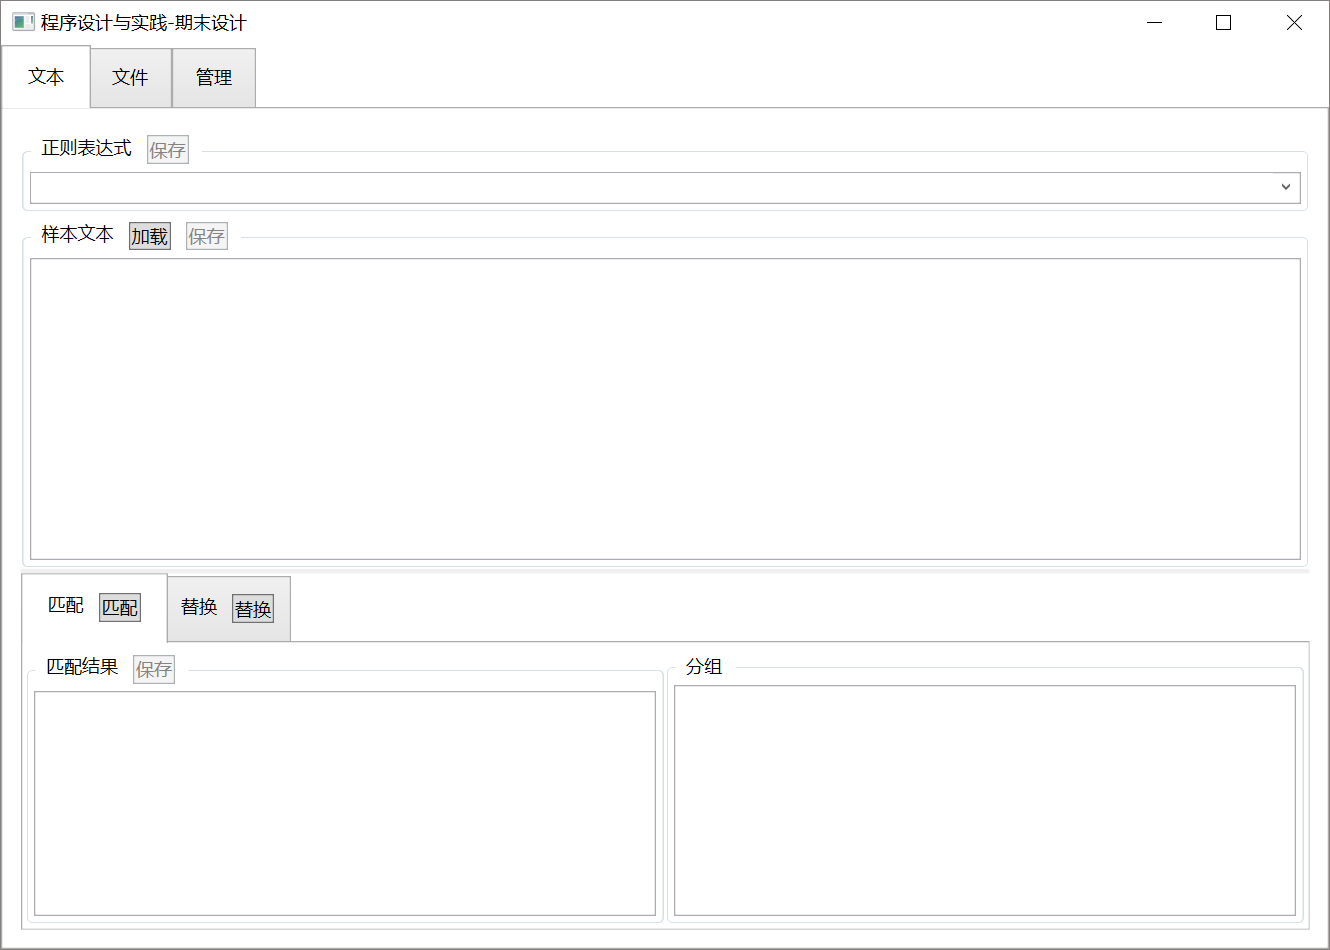 程序设计与实践-期末设计
文本 文件 管理
正则表达式 保存
样本文本 加载 保存
匹配 匹配 替换 替换
匹配结果 保存 分组